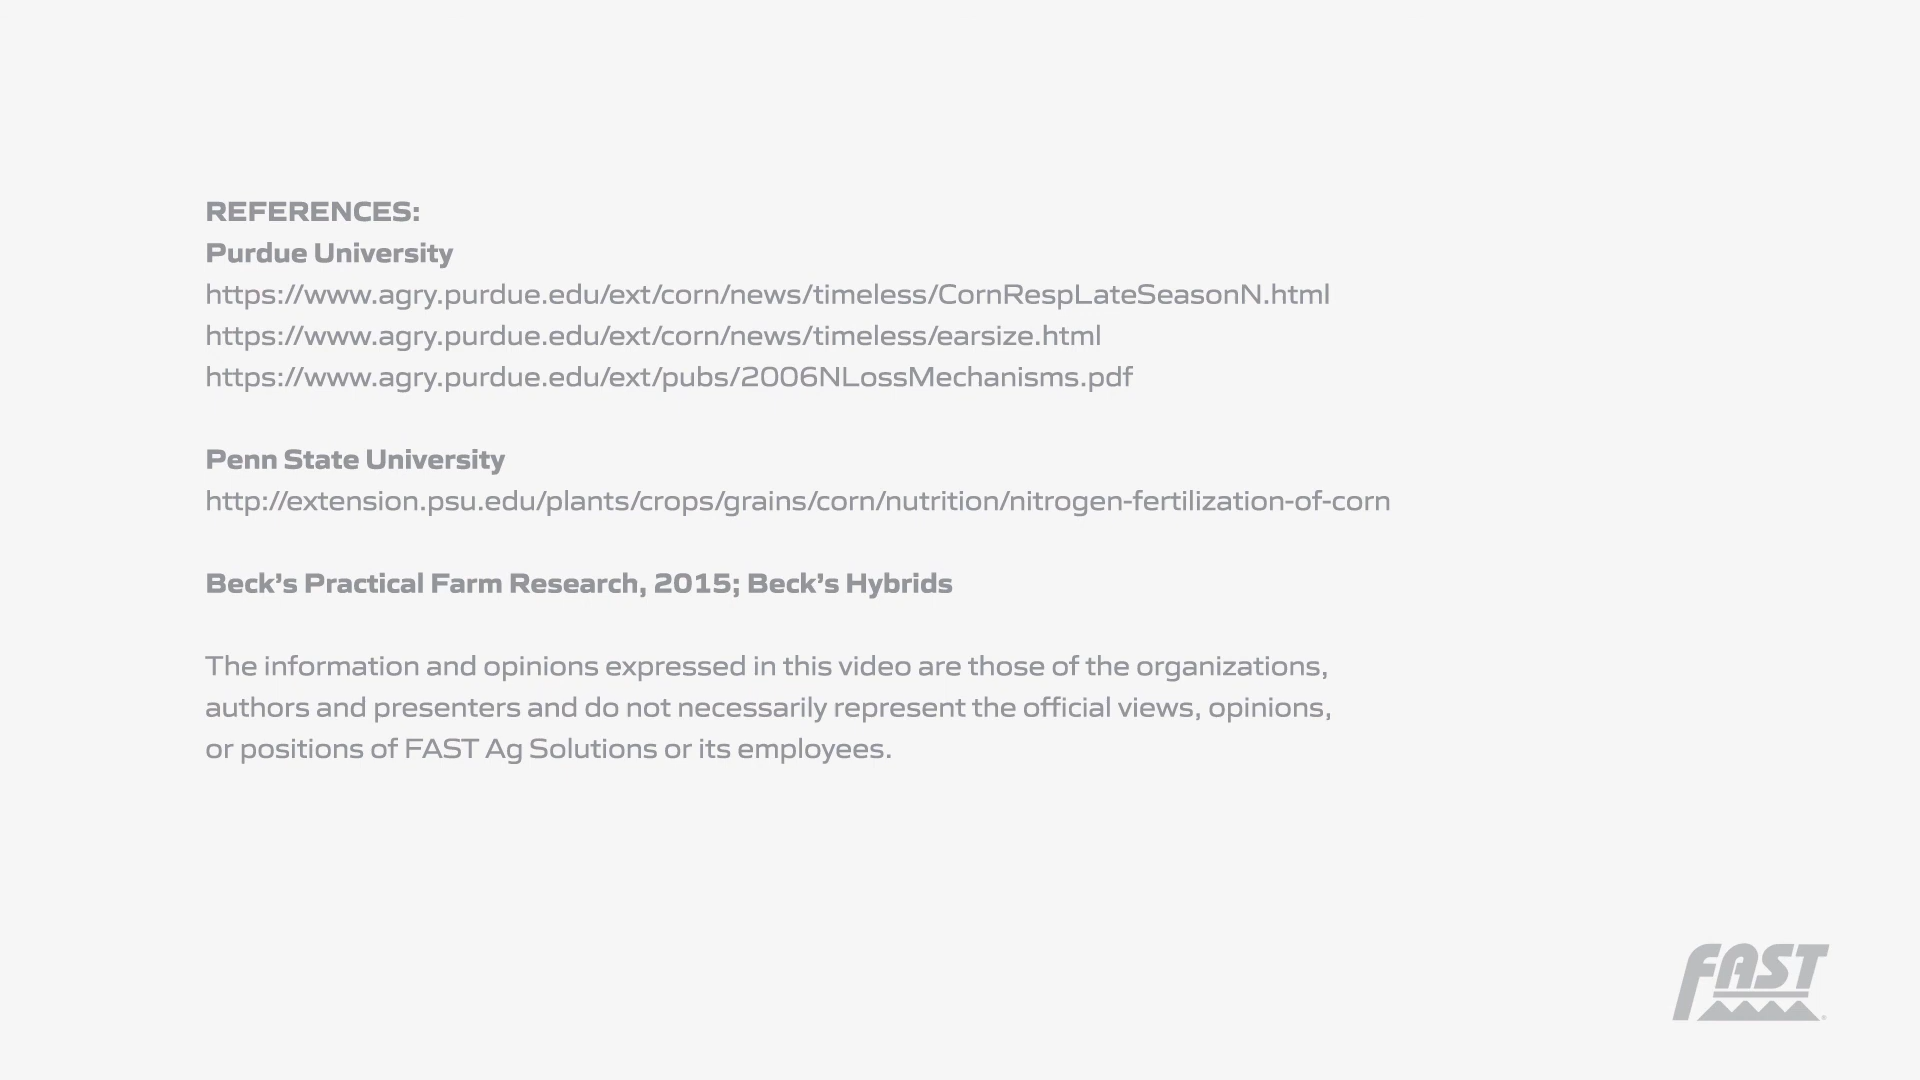 REFERENCES:
Purdue University
https://www.agry.purdue.edu/ext/corn/news/timeless/CornRespLateSeasonN.html
https://www.agry.purdue.edu/ext/corn/news/timeless/earsize.html
https://www.agry.purdue.edu/ext/pubs/2006NLossMechanisms.pdf
Penn State University
http://extension.psu.edu/plants/crops/grains/corn/nutrition/nitrogen-fertilization-of-corn
Beck’s Practical Farm Research, 2015; Beck’s Hybrids
The information and opinions expressed in this video are those of the organizations,
authors and presenters and do not necessarily represent the official views, opinions,
or positions of FAST Ag Solutions or its employees.
FAST